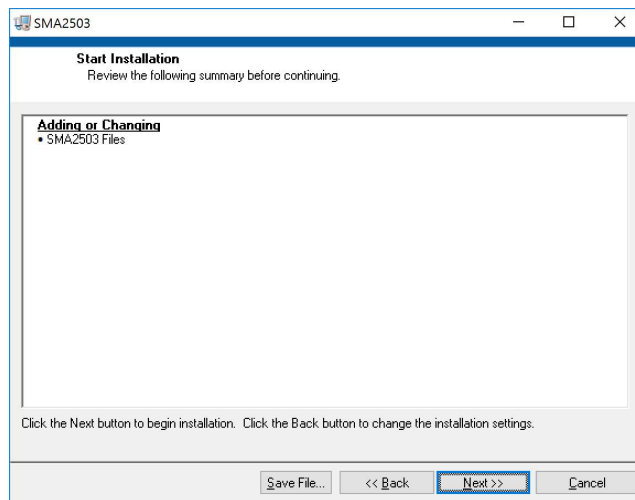 SMA2503
Start Installation
Review the following summary before continuing.
Adding or Changing
• SMA2503 Files
Click the Next button to begin installation. Click the Back button to change the installation settings.
Save File... << Back Next >> Cancel